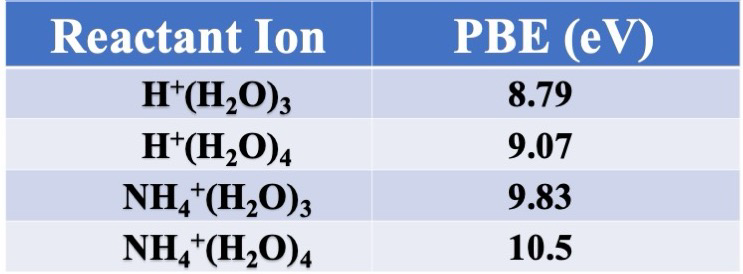 Reactant Ion PBE (eV)
H⁺(H₂O)₃ 8.79
H⁺(H₂O)₄ 9.07
NH₄⁺(H₂O)₃ 9.83
NH₄⁺(H₂O)₄ 10.5